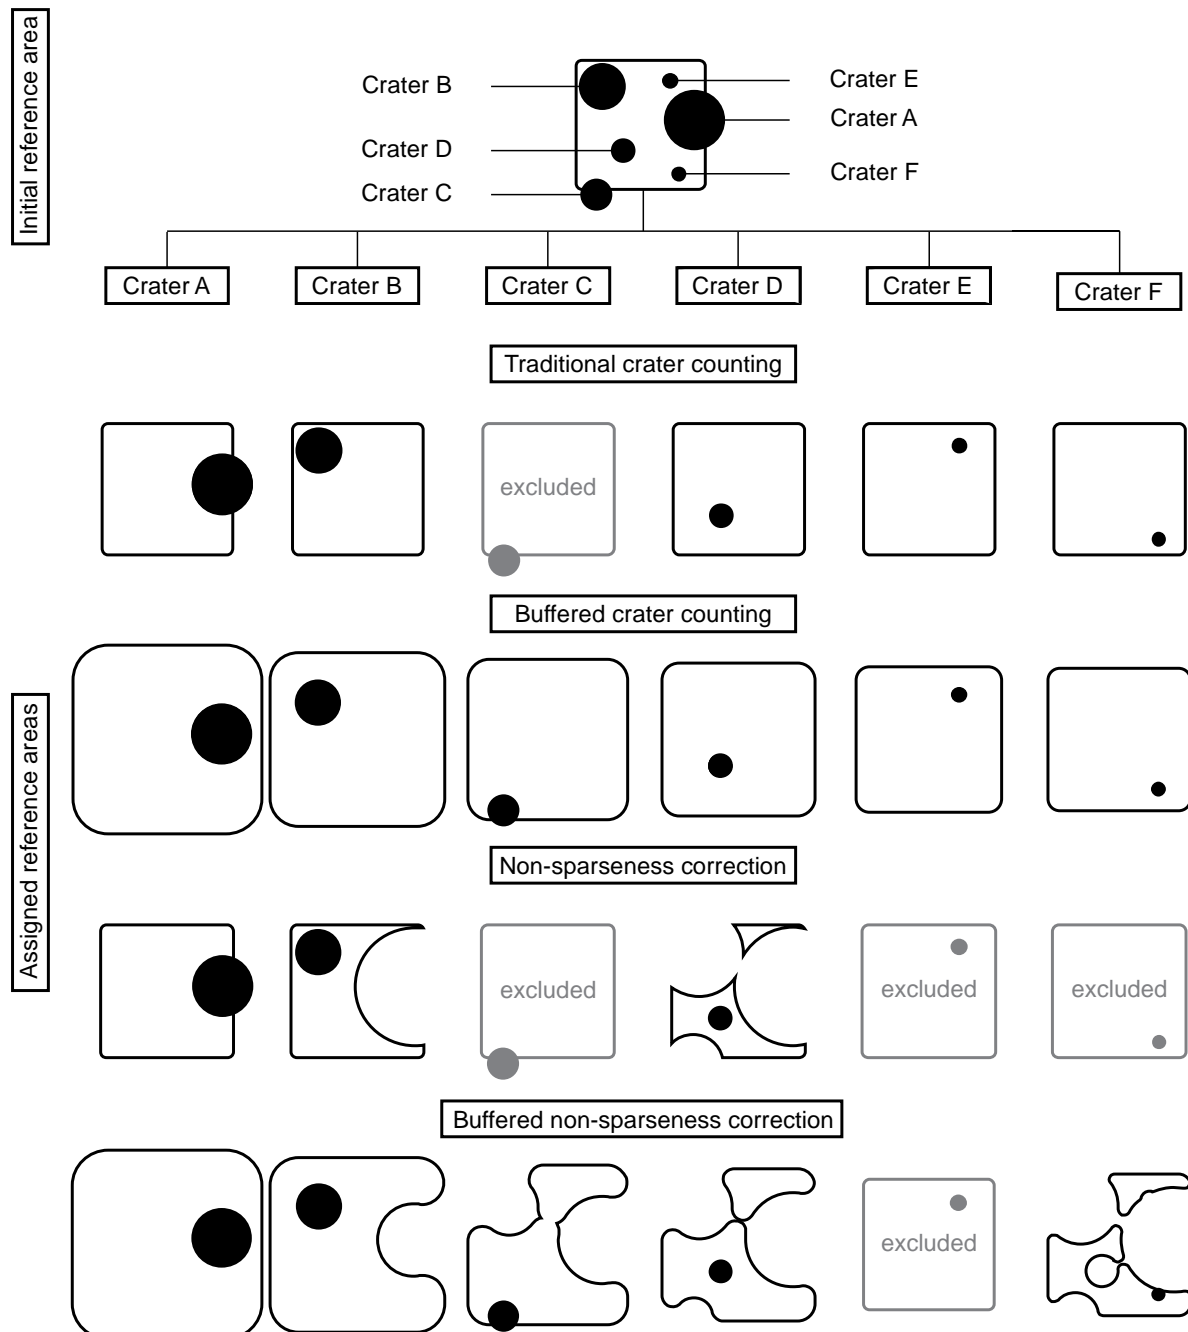 Initial reference area
Crater B
Crater E
Crater A
Crater D
Crater F
Crater C
Crater A
Crater B
Crater C
Crater D
Crater E
Crater F
Traditional crater counting
excluded
Buffered crater counting
Assigned reference areas
Non-sparseness correction
excluded
excluded
excluded
Buffered non-sparseness correction
excluded